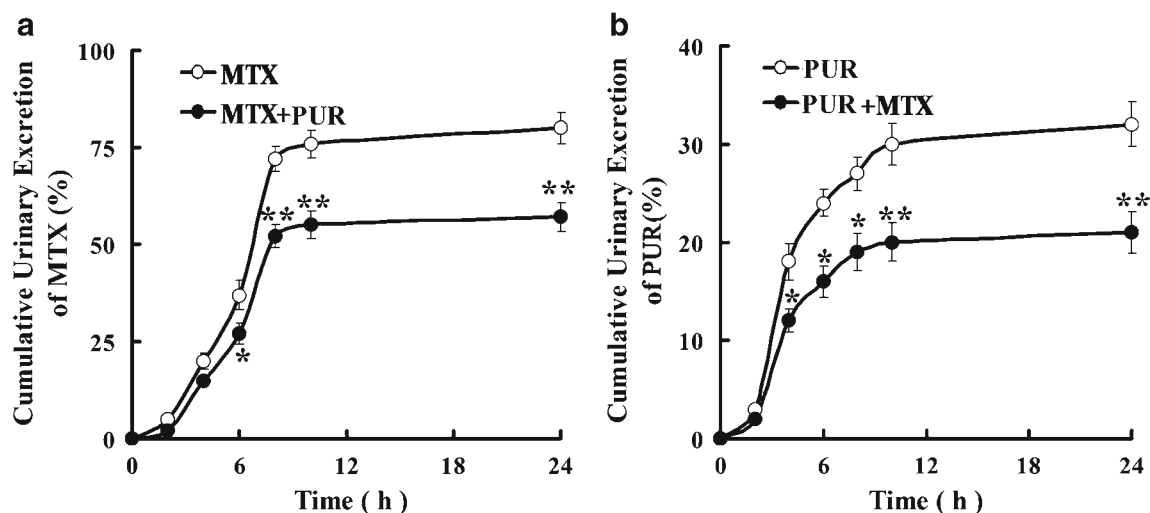 a
Cumulative Urinary Excretion
of MTX (%)
100
75
50
25
0
MTX
MTX+PUR
*
**
**
**
0
6
12
18
24
Time ( h )
b
Cumulative Urinary Excretion
of PUR(%)
40
30
20
10
0
PUR
PUR +MTX
*
*
*
**
**
0
6
12
18
24
Time ( h )